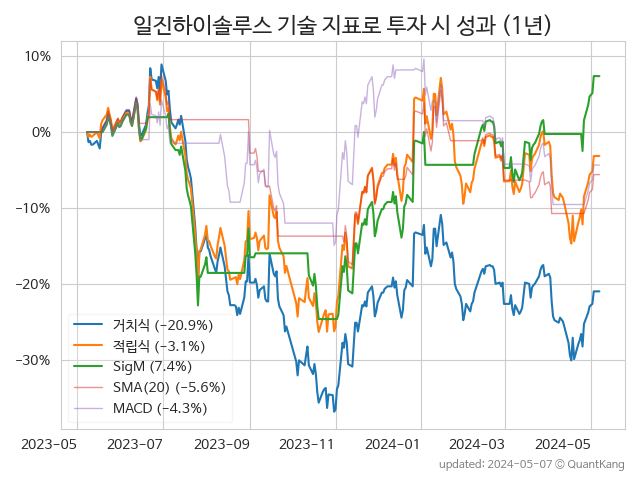 일진하이솔루스 기술 지표로 투자 시 성과 (1년)
10%
0%
−10%
−20%
−30%
거치식 (−20.9%)
적립식 (−3.1%)
SigM (7.4%)
SMA(20) (−5.6%)
MACD (−4.3%)
2023−05 2023−07 2023−09 2023−11 2024−01 2024−03 2024−05
updated: 2024−05−07 ⓒ QuantKang